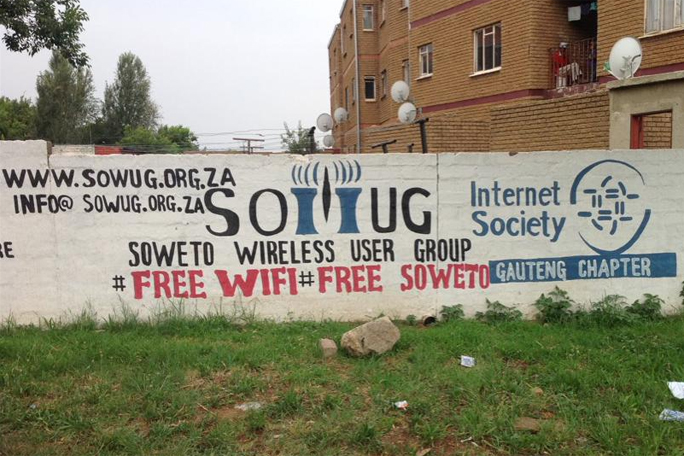 WWW.SOWUG.ORG.ZA
INFO@ SOWUG.ORG.ZA
RE
SOWUG
SOWETO WIRELESS USER GROUP
#FREE WIFI#FREE SOWETO
Internet
Society
GAUTENG CHAPTER